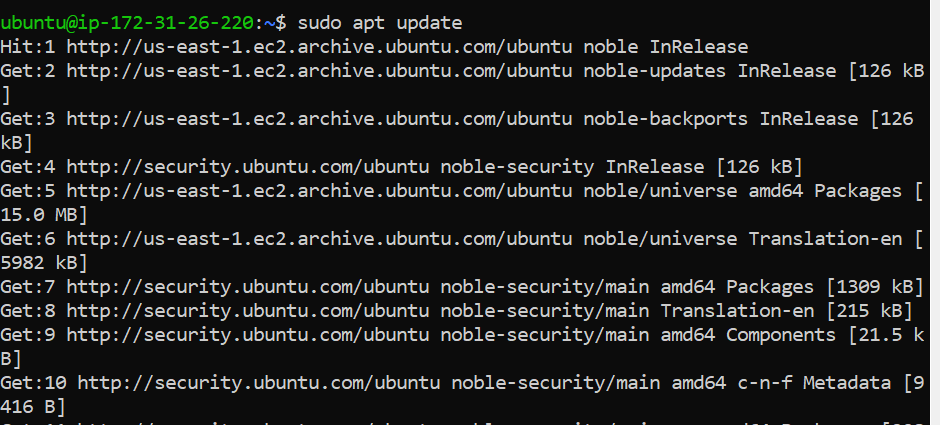 ubuntu@ip-172-31-26-220:~$ sudo apt update
Hit:1 http://us-east-1.ec2.archive.ubuntu.com/ubuntu noble InRelease
Get:2 http://us-east-1.ec2.archive.ubuntu.com/ubuntu noble-updates InRelease [126 kB
]
Get:3 http://us-east-1.ec2.archive.ubuntu.com/ubuntu noble-backports InRelease [126
kB]
Get:4 http://security.ubuntu.com/ubuntu noble-security InRelease [126 kB]
Get:5 http://us-east-1.ec2.archive.ubuntu.com/ubuntu noble/universe amd64 Packages [
15.0 MB]
Get:6 http://us-east-1.ec2.archive.ubuntu.com/ubuntu noble/universe Translation-en [
5982 kB]
Get:7 http://security.ubuntu.com/ubuntu noble-security/main amd64 Packages [1309 kB]
Get:8 http://security.ubuntu.com/ubuntu noble-security/main Translation-en [215 kB]
Get:9 http://security.ubuntu.com/ubuntu noble-security/main amd64 Components [21.5 k
B]
Get:10 http://security.ubuntu.com/ubuntu noble-security/main amd64 c-n-f Metadata [9
416 B]